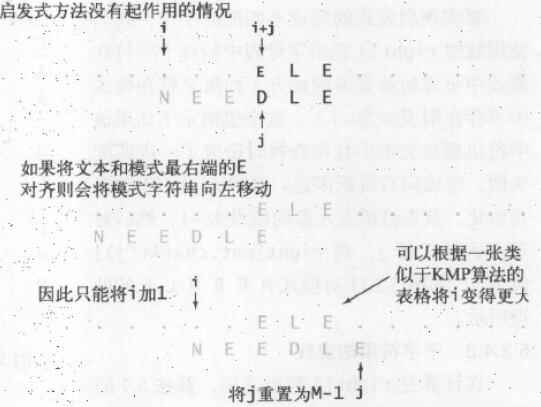 启发式方法没有起作用的情况
i i+j
E L E
N E E D L E
j
如果将文本和模式最右端的E
对齐则会将模式字符串向左移动
E L E
N E E D L E
可以根据一张类
似于KMP算法的
表格将i变得更大
因此只能将i加1
E L E
N E E D L E
将j重置为M-1 j